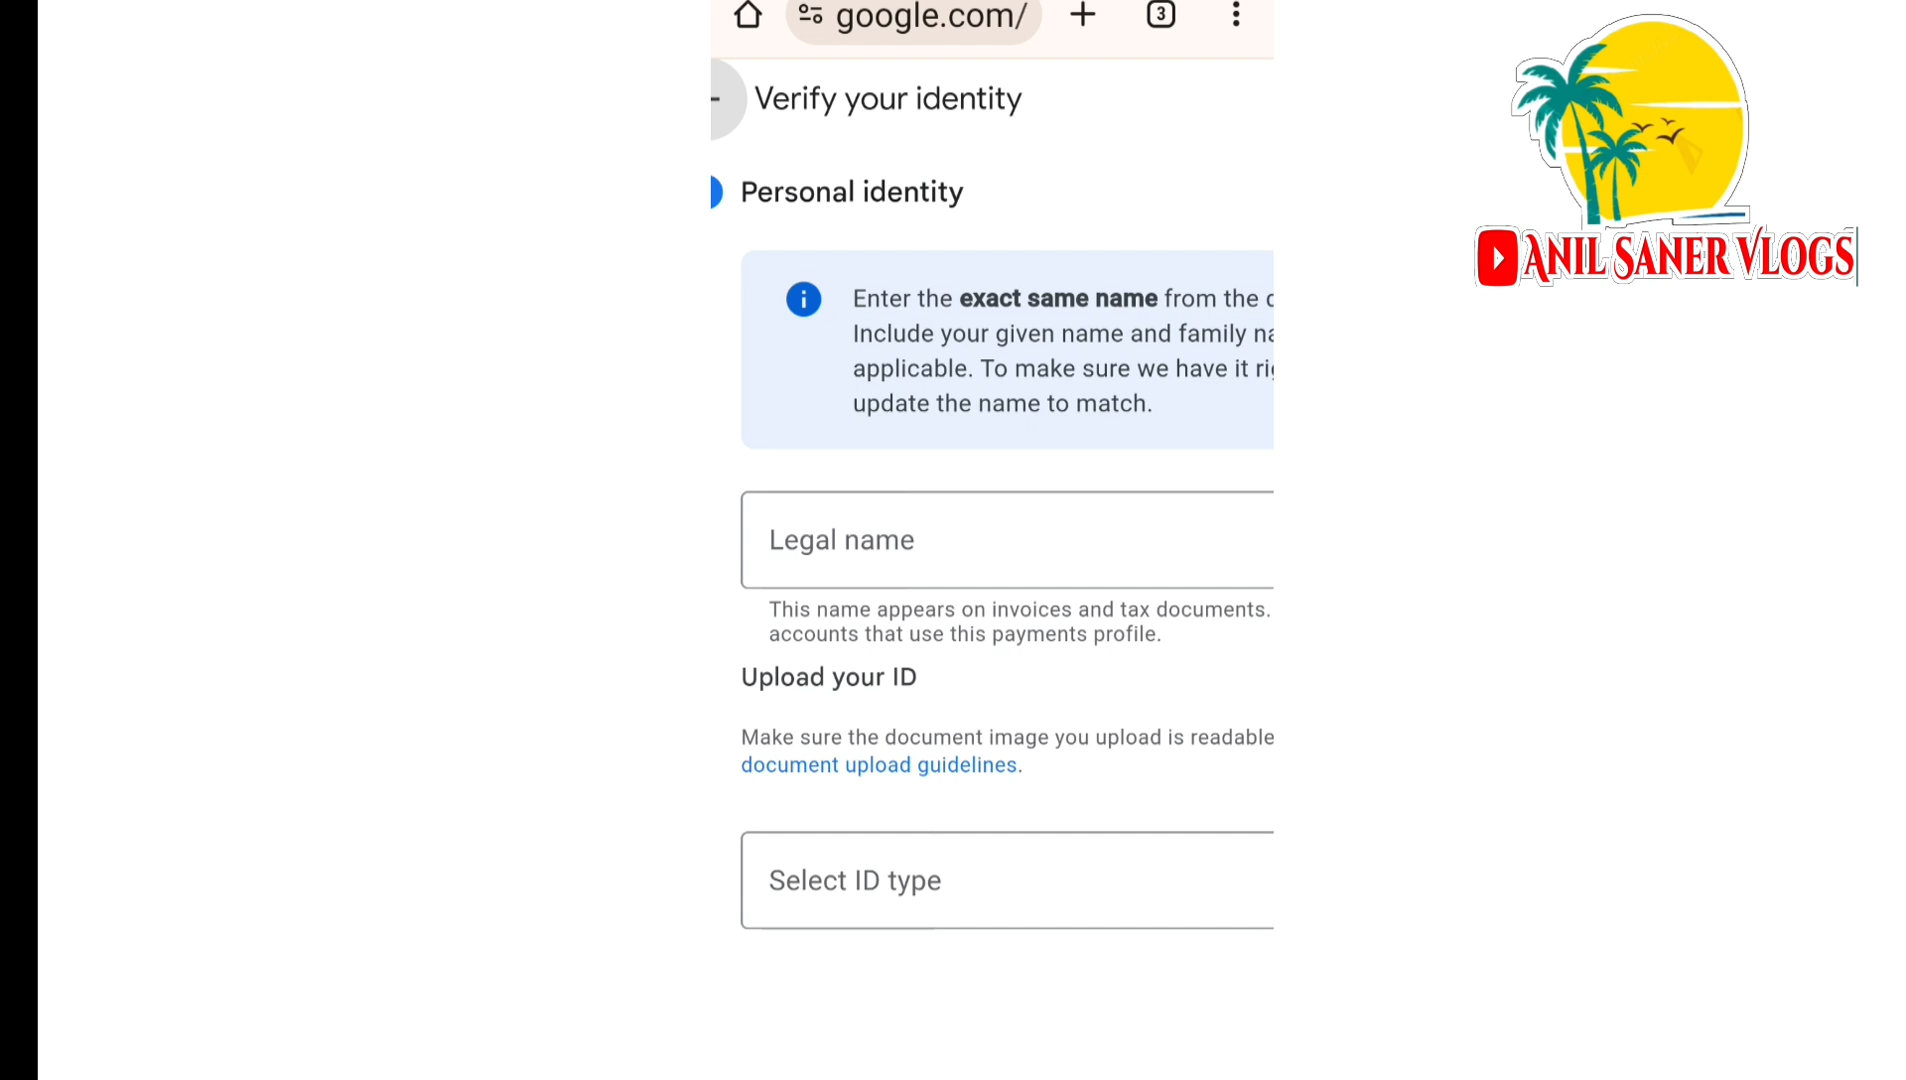 google.com/
3
Verify your identity
Personal identity
Enter the exact same name from the
Include your given name and family
applicable. To make sure we have it
update the name to match.
Legal name
This name appears on invoices and tax documents.
accounts that use this payments profile.
Upload your ID
Make sure the document image you upload is readable
document upload guidelines.
Select ID type
ANIL SANER VLOGS